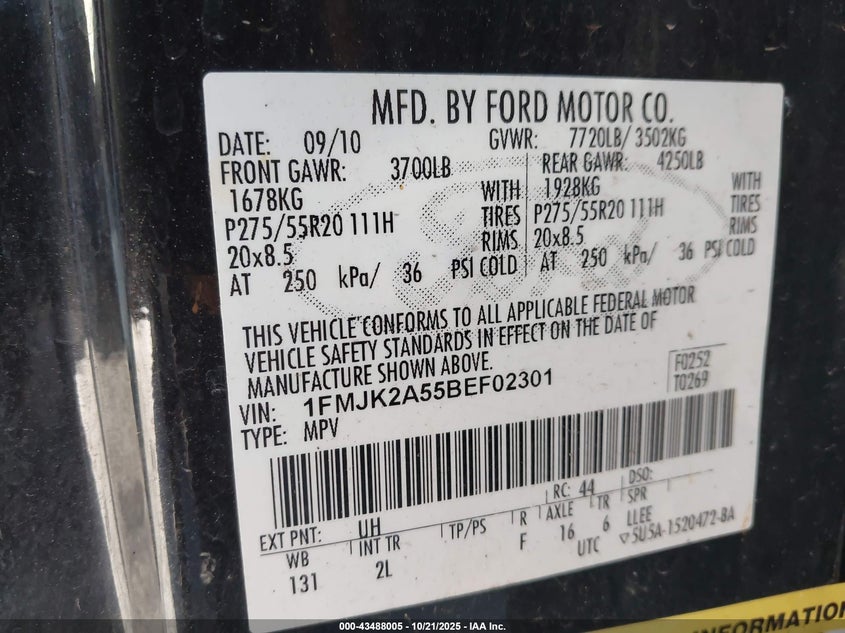 MFD. BY FORD MOTOR CO.
DATE: 09/10 GVWR: 7720LB/ 3502KG
FRONT GAWR: 3700LB REAR GAWR: 4250LB
1678KG WITH 1928KG WITH
P275/55R20 111H TIRES P275/55R20 111H TIRES
20x8.5 RIMS 20x8.5 RIMS
AT 250 kPa/ 36 PSI COLD AT 250 kPa/ 36 PSI COLD
THIS VEHICLE CONFORMS TO ALL APPLICABLE FEDERAL MOTOR
VEHICLE SAFETY STANDARDS IN EFFECT ON THE DATE OF
MANUFACTURE SHOWN ABOVE.
F0252
VIN: 1FMJK2A55BEF02301
T0269
TYPE: MPV
RC: 44 DSO:
EXT PNT: UH TP/PS R AXLE TR SPR
WB INT TR F 16 6 LLEE
131 2L UTC ▽5U5A-1520472-BA
INFORMATION
000-43488005 - 10/21/2025 - IAA Inc.